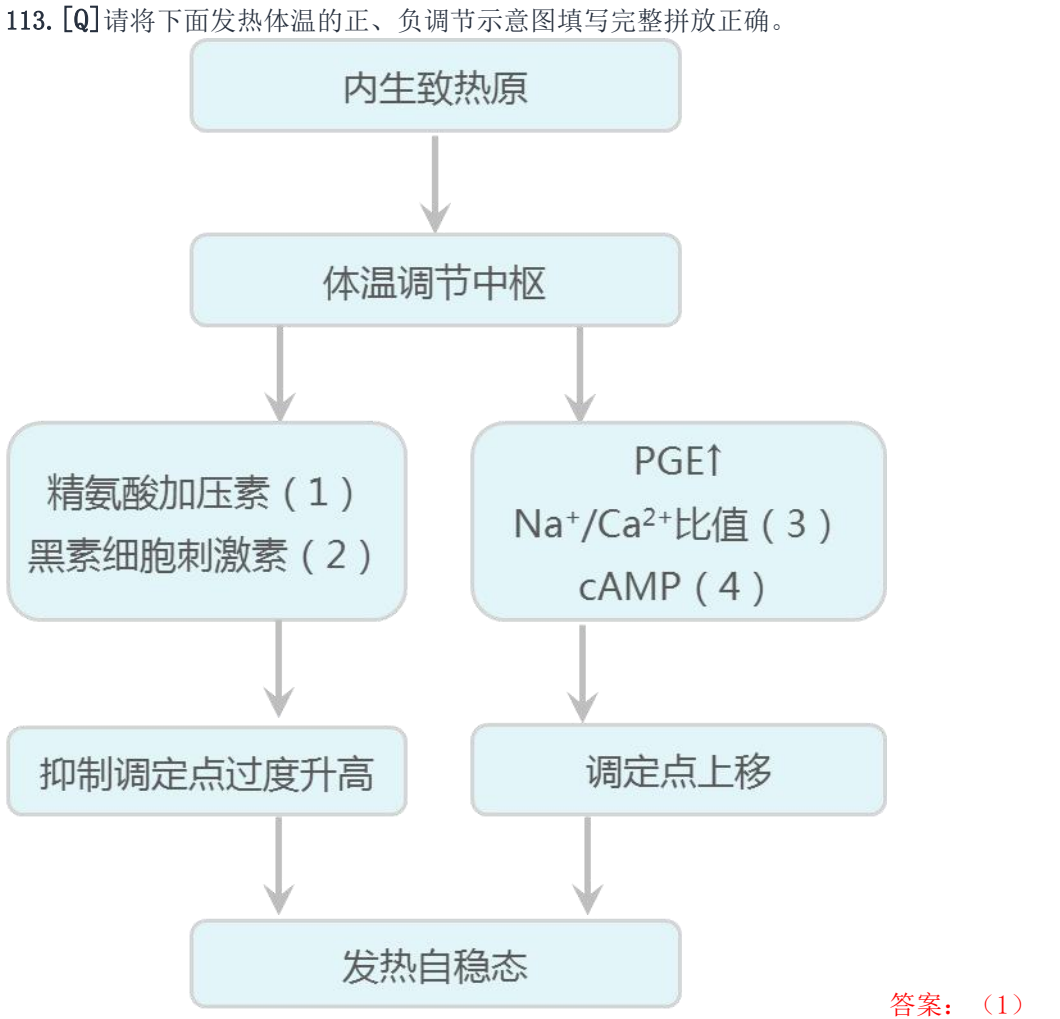 113.[Q]请将下面发热体温的正、负调节示意图填写完整拼放正确。
内生致热原
体温调节中枢
精氨酸加压素（1）
黑素细胞刺激素（2）
PGE↑
Na⁺/Ca²⁺比值（3）
cAMP（4）
抑制调定点过度升高
调定点上移
发热自稳态
答案：（1）